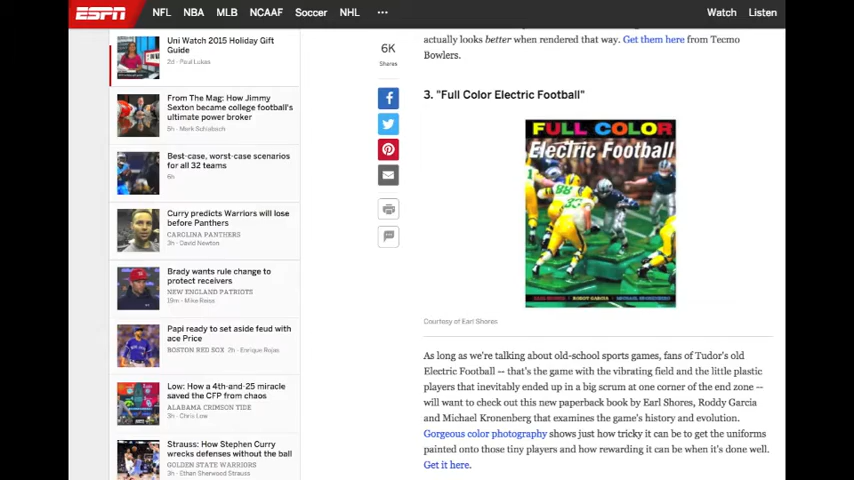 ESPN
NFL NBA MLB NCAAF Soccer NHL ••• Watch Listen
Uni Watch 2015 Holiday Gift
Guide
2d - Paul Lukas
From The Mag: How Jimmy
Sexton became college football's
ultimate power broker
8h - Mark Schlabach
Best-case, worst-case scenarios
for all 32 teams
6h
Curry predicts Warriors will lose
before Panthers
CAROLINA PANTHERS
3h - David Newton
Brady wants rule change to
protect receivers
NEW ENGLAND PATRIOTS
19m - Mike Reiss
Papi ready to set aside feud with
ace Price
BOSTON RED SOX 2h - Enrique Rojas
Low: How a 4th-and-25 miracle
saved the CFP from chaos
ALABAMA CRIMSON TIDE
3h - Chris Low
Strauss: How Stephen Curry
wrecks defenses without the ball
GOLDEN STATE WARRIORS
3h - Ethan Sherwood Strauss
6K
Shares
actually looks better when rendered that way. Get them here from Tecmo
Bowlers.
3. "Full Color Electric Football"
FULL COLOR
Electric Football
EARL SHORES RODDY GARCIA MICHAEL KRONENBERG
Courtesy of Earl Shores
As long as we're talking about old-school sports games, fans of Tudor's old
Electric Football -- that's the game with the vibrating field and the little plastic
players that inevitably ended up in a big scrum at one corner of the end zone --
will want to check out this new paperback book by Earl Shores, Roddy Garcia
and Michael Kronenberg that examines the game's history and evolution.
Gorgeous color photography shows just how tricky it can be to get the uniforms
painted onto those tiny players and how rewarding it can be when it's done well.
Get it here.